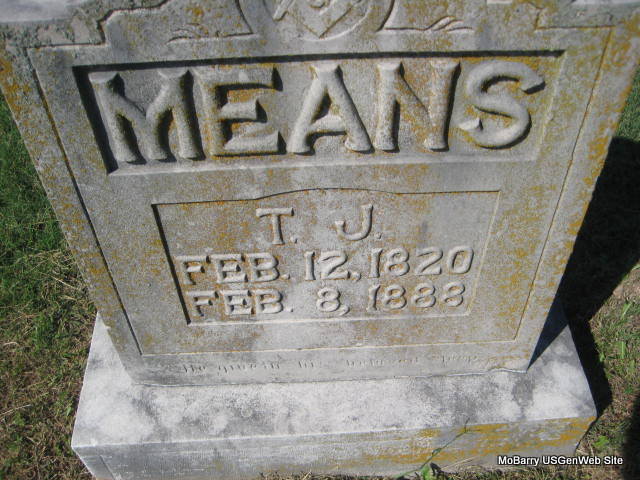 MEANS
T. J.
FEB. 12, 1820
FEB. 8, 1888
MoBarry USGenWeb Site